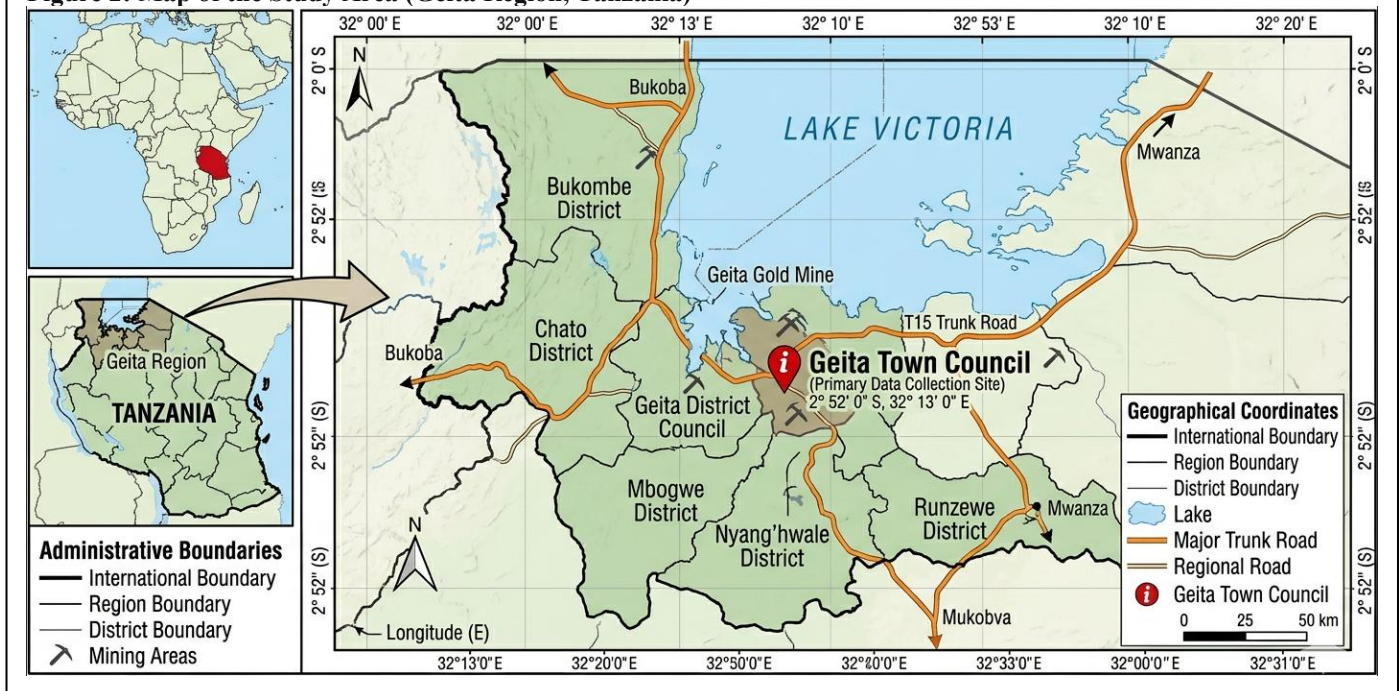 Figure 2: Map of the Study Area (Geita Region, Tanzania)
32° 00' E
32° 00' E
32° 13' E
32° 10' E
32° 53' E
32° 10' E
32° 20' E
N
2° 0' S
2° 52' (IS
2° 52" (S)
2° 52" (S)
Bukoba
LAKE VICTORIA
Mwanza
Bukombe
District
Geita Gold Mine
T15 Trunk Road
Chato
District
Bukoba
Geita Town Council
(Primary Data Collection Site)
2° 52' 0" S, 32° 13' 0" E
Geita District
Council
Mbogwe
District
Nyang'hwale
District
Runzewe
District
Mwanza
Mukobva
N
Longitude (E)
2° 0' S
2° 52' (IS
2° 52" (S)
2° 52" (S)
32°13.0" E
32°20.0" E
32°50.0" E
32°60.0" E
32°33.0" E
32°00.0" E
32°31.0" E
Geita Region
TANZANIA
Administrative Boundaries
International Boundary
Region Boundary
District Boundary
Mining Areas
Geographical Coordinates
International Boundary
Region Boundary
District Boundary
Lake
Major Trunk Road
Regional Road
Geita Town Council
0 25 50 km